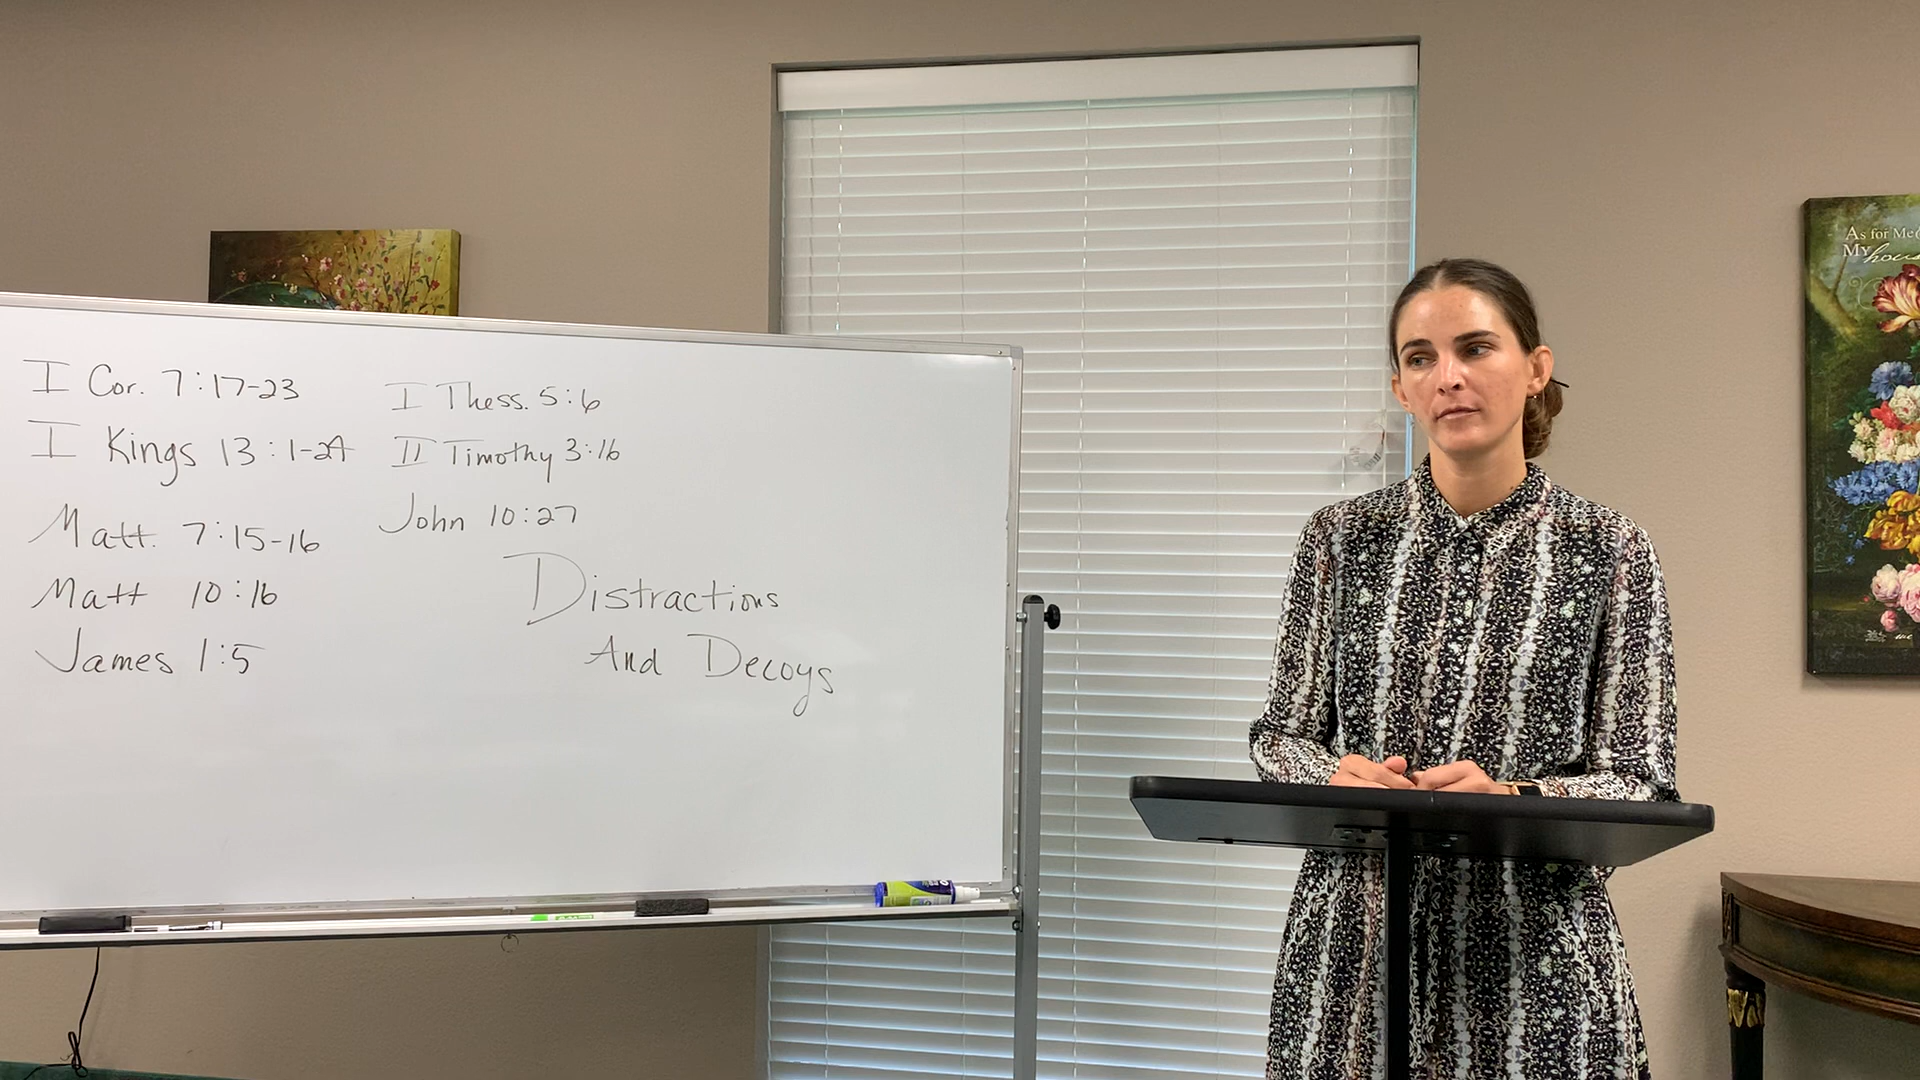 I Cor. 7:17-23
I Kings 13:1-24
Matt. 7:15-16
Matt 10:16
James 1:5
I Thess. 5:6
II Timothy 3:16
John 10:27
Distractions
And Decoys
As for Me
My